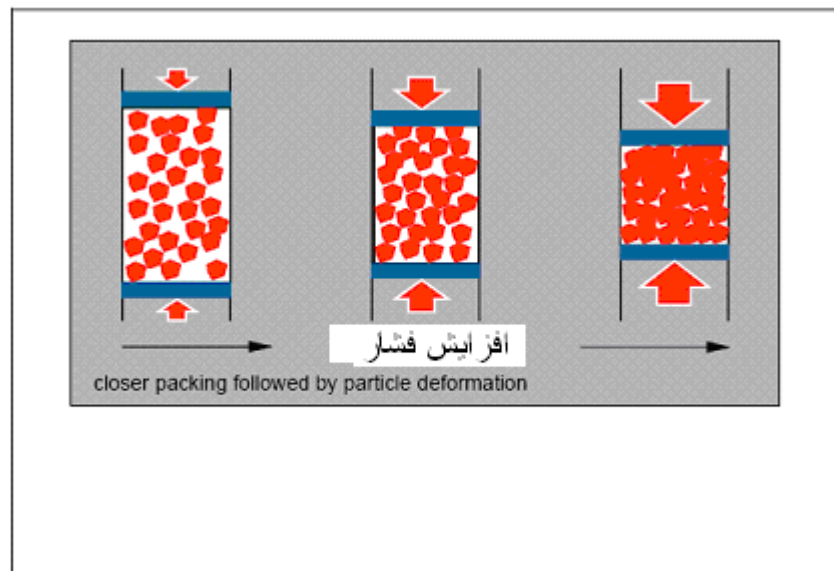 افزایش فشار
closer packing followed by particle deformation